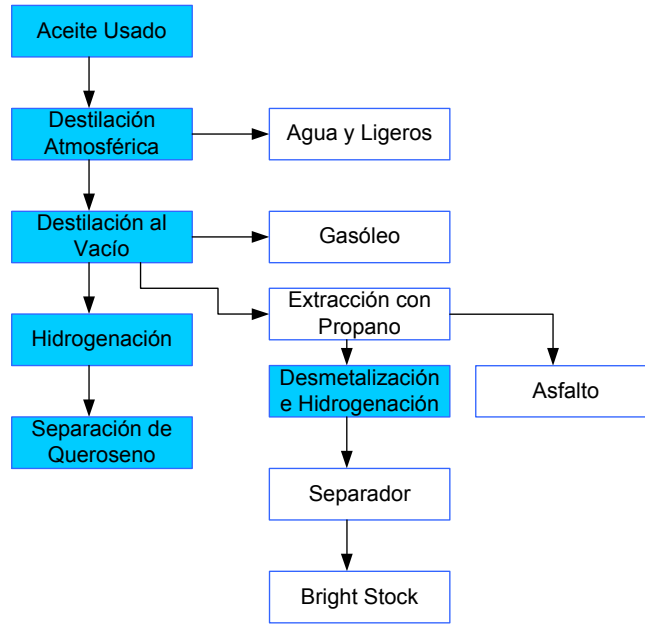 Aceite Usado
Destilación
Atmosférica
Agua y Ligeros
Destilación al
Vacío
Gasóleo
Extracción con
Propano
Hidrogenación
Desmetalización
e Hidrogenación
Asfalto
Separación de
Queroseno
Separador
Bright Stock